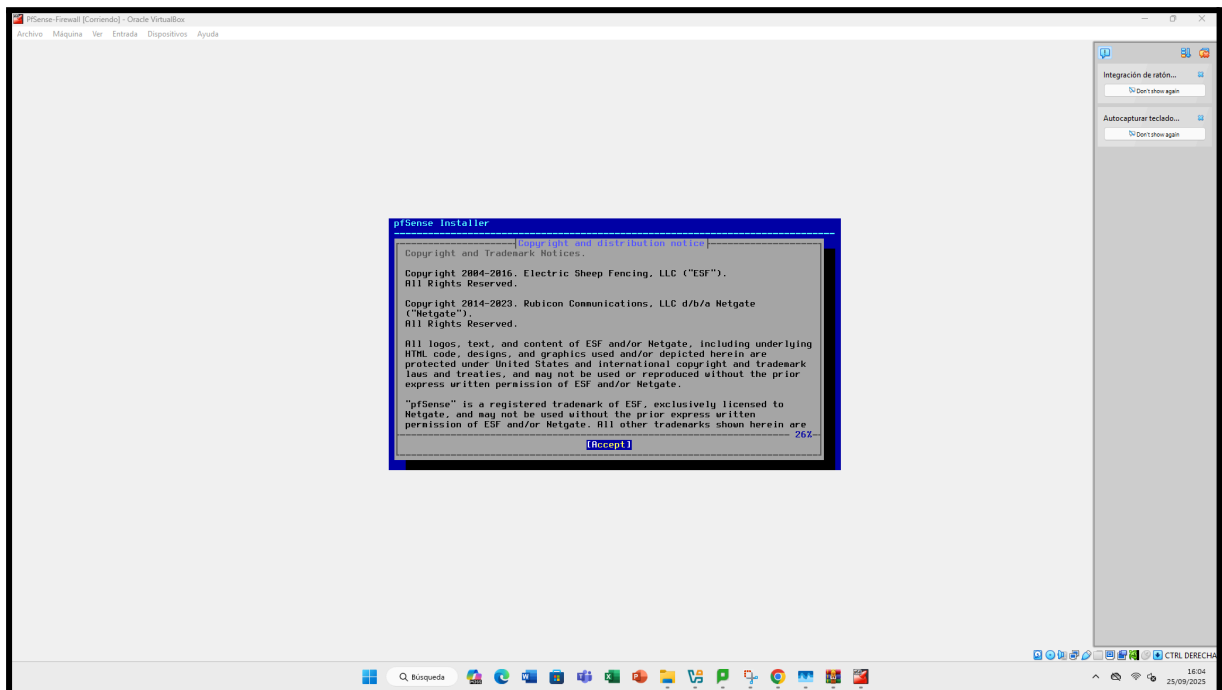 PfSense-Firewall [Corriendo] - Oracle VirtualBox
Archivo Máquina Ver Entrada Dispositivos Ayuda
Integración de ratón...
Don't show again
Autocapturar teclado...
Don't show again
pfSense Installer
Copyright and distribution notice
Copyright and Trademark Notices.
Copyright 2004-2016. Electric Sheep Fencing, LLC ("ESF").
All Rights Reserved.
Copyright 2014-2023. Rubicon Communications, LLC d/b/a Netgate
("Netgate").
All Rights Reserved.
All logos, text, and content of ESF and/or Netgate, including underlying
HTML code, designs, and graphics used and/or depicted herein are
protected under United States and international copyright and trademark
laws and treaties, and may not be used or reproduced without the prior
express written permission of ESF and/or Netgate.
"pfSense" is a registered trademark of ESF, exclusively licensed to
Netgate, and may not be used without the prior express written
permission of ESF and/or Netgate. All other trademarks shown herein are
26%
[Accept]
CTRL DERECHA
Búsqueda
16:04
25/09/2025